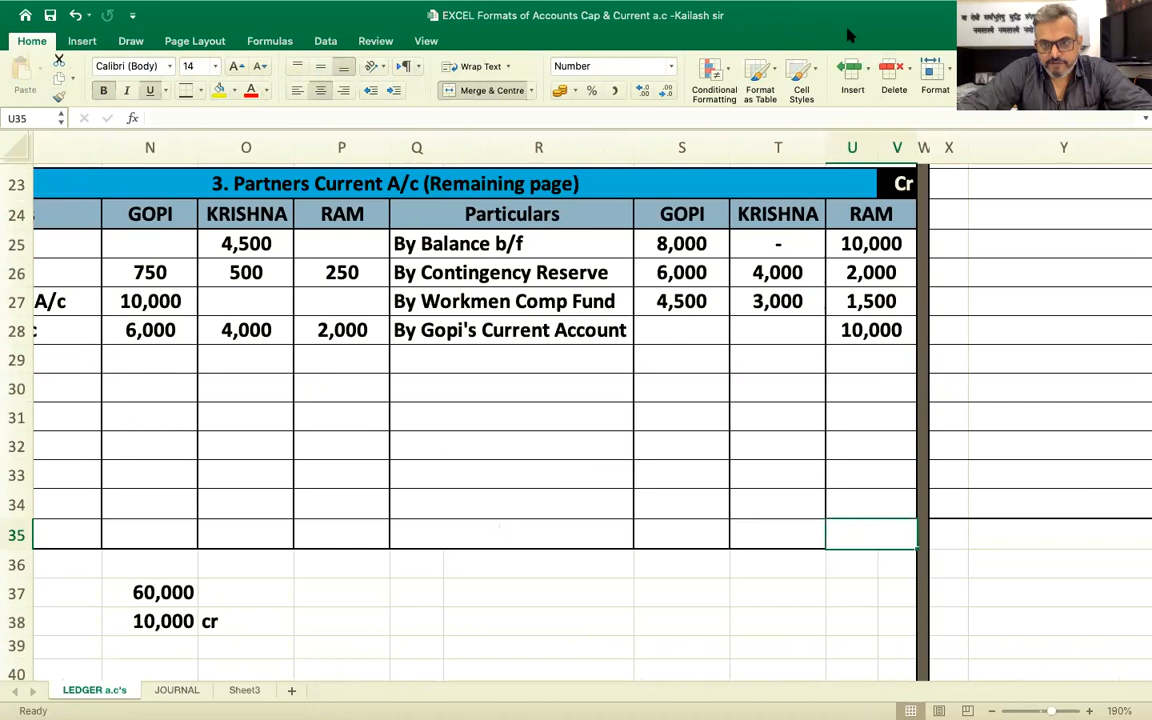 EXCEL Formats of Accounts Cap & Current a.c -Kailash sir
Home Insert Draw Page Layout Formulas Data Review View
Paste
Calibri (Body) 14 A A
B I U A
Wrap Text
Merge & Centre
Number
%
Conditional Formatting
Format as Table
Cell Styles
Insert Delete Format
U35 fx
N O P Q R S T U V W X Y
23 3. Partners Current A/c (Remaining page) Cr
24 GOPI KRISHNA RAM Particulars GOPI KRISHNA RAM
25 4,500 By Balance b/f 8,000 - 10,000
26 750 500 250 By Contingency Reserve 6,000 4,000 2,000
27 A/c 10,000 By Workmen Comp Fund 4,500 3,000 1,500
28 6,000 4,000 2,000 By Gopi's Current Account 10,000
29
30
31
32
33
34
35
36
37 60,000
38 10,000 cr
39
40
LEDGER a.c's JOURNAL Sheet3
Ready 190%